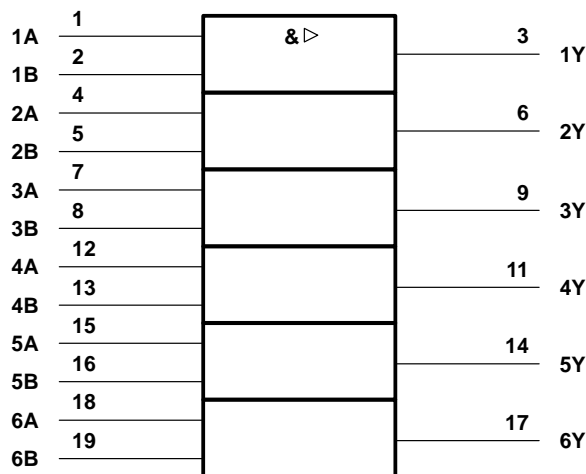 1A 1 & ▷ 3 1Y
1B 2
2A 4 6 2Y
2B 5
3A 7 9 3Y
3B 8
4A 12 11 4Y
4B 13
5A 15 14 5Y
5B 16
6A 18 17 6Y
6B 19